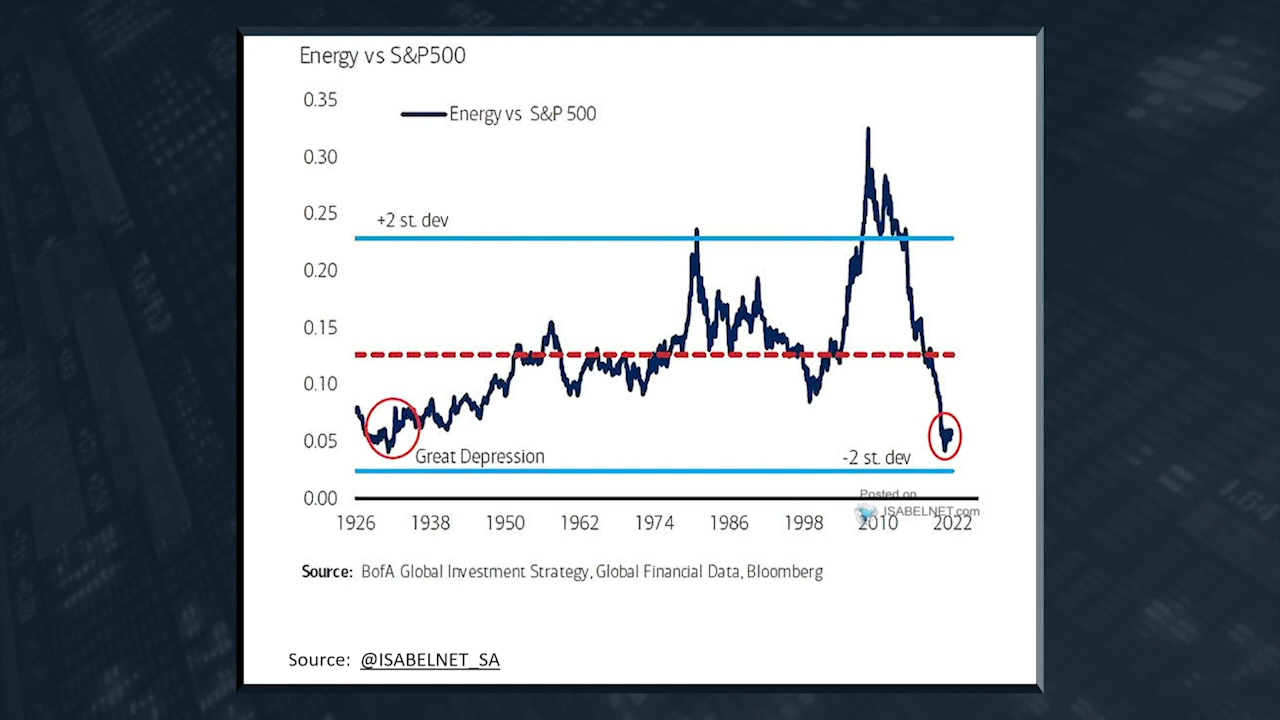 Energy vs S&P500
0.35
Energy vs S&P 500
0.30
0.25
+2 st. dev
0.20
0.15
0.10
0.05
Great Depression
-2 st. dev
0.00
Posted on
ISABELNET.com
1926 1938 1950 1962 1974 1986 1998 2010 2022
Source: BofA Global Investment Strategy, Global Financial Data, Bloomberg
Source: @ISABELNET_SA